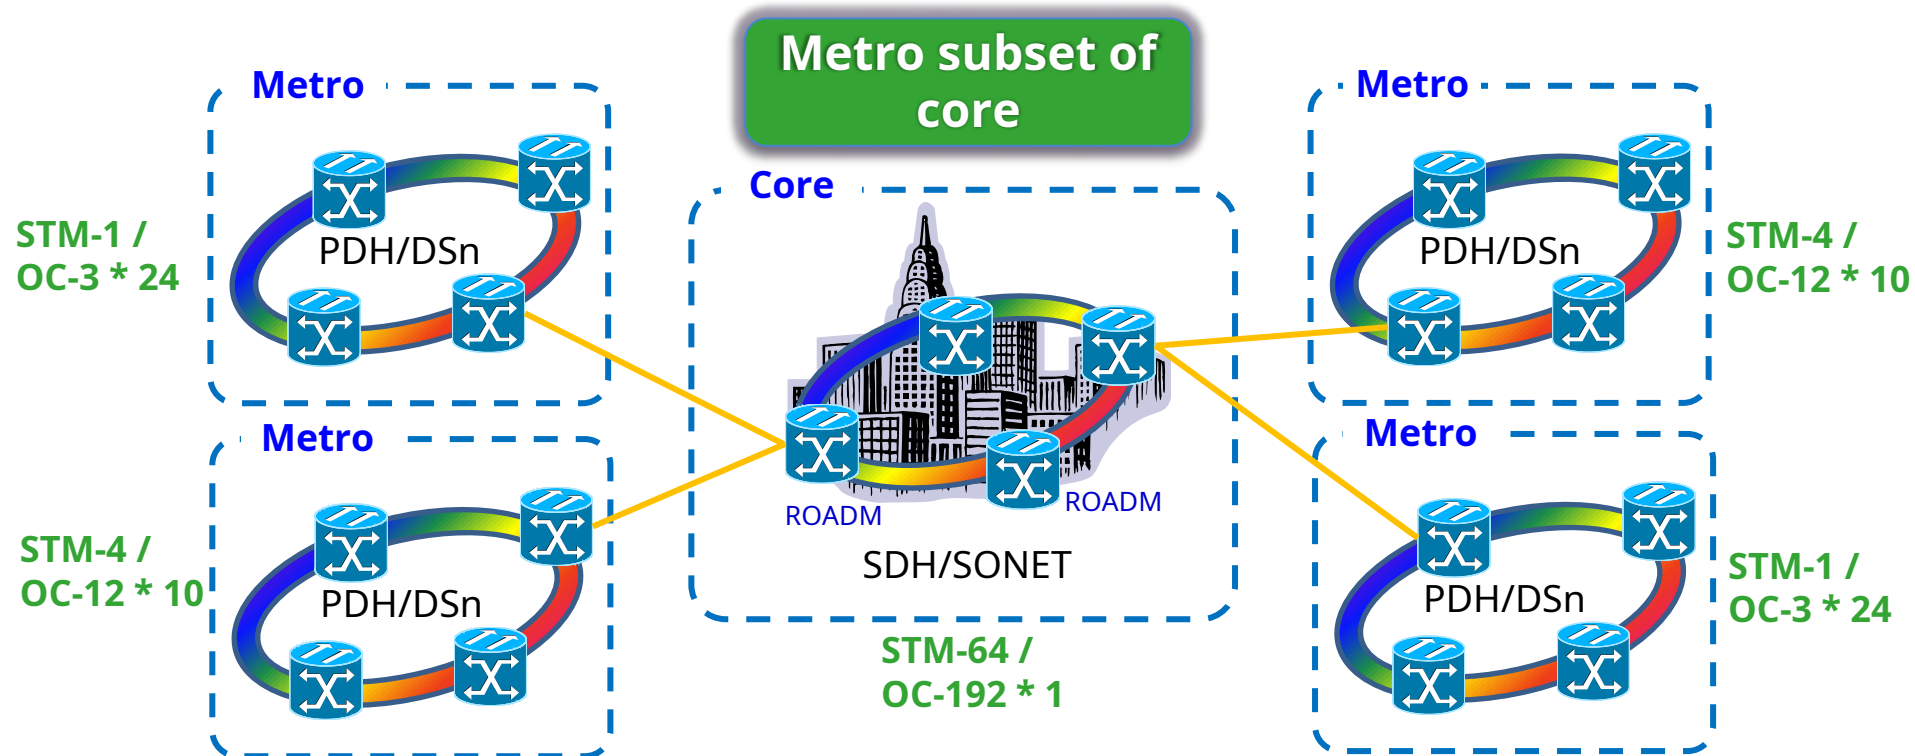 Metro subset of
core
Metro
STM-1 /
OC-3 * 24
PDH/DSn
Metro
STM-4 /
OC-12 * 10
PDH/DSn
Core
ROADM
ROADM
SDH/SONET
STM-64 /
OC-192 * 1
Metro
PDH/DSn
STM-4 /
OC-12 * 10
Metro
PDH/DSn
STM-1 /
OC-3 * 24